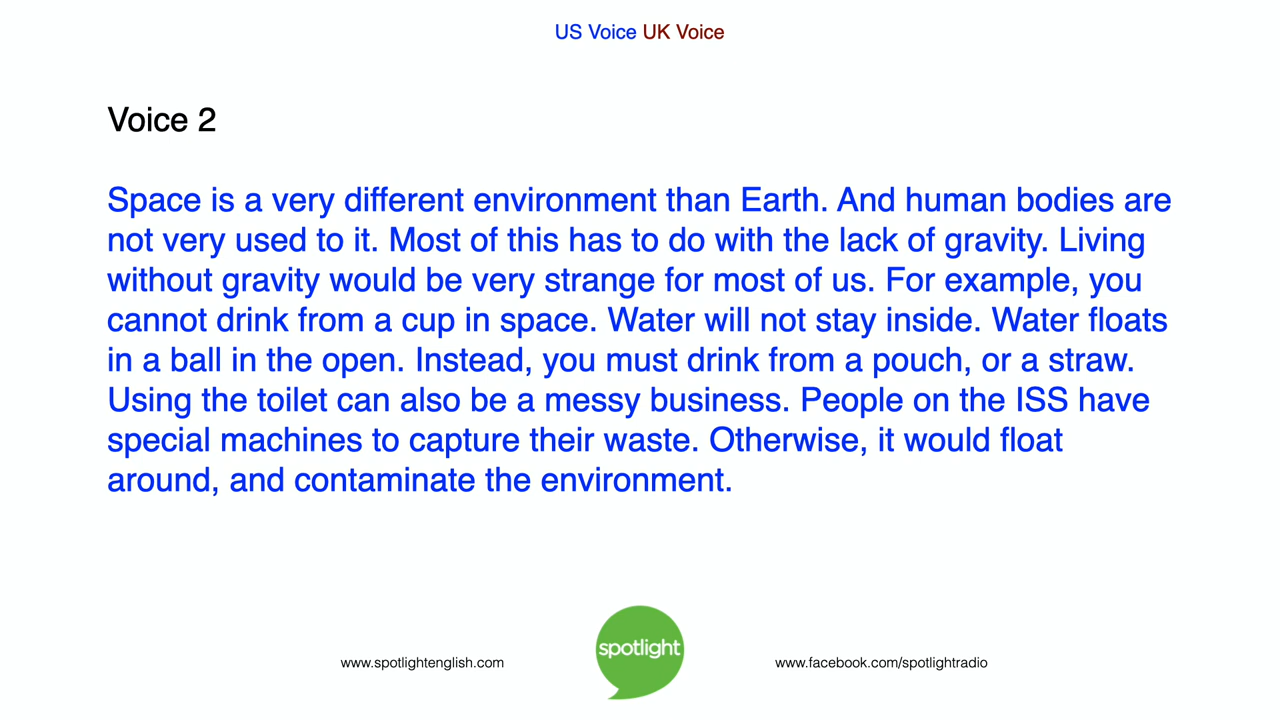 US Voice UK Voice
Voice 2
Space is a very different environment than Earth. And human bodies are
not very used to it. Most of this has to do with the lack of gravity. Living
without gravity would be very strange for most of us. For example, you
cannot drink from a cup in space. Water will not stay inside. Water floats
in a ball in the open. Instead, you must drink from a pouch, or a straw.
Using the toilet can also be a messy business. People on the ISS have
special machines to capture their waste. Otherwise, it would float
around, and contaminate the environment.
spotlight
www.spotlightenglish.com
www.facebook.com/spotlightradio